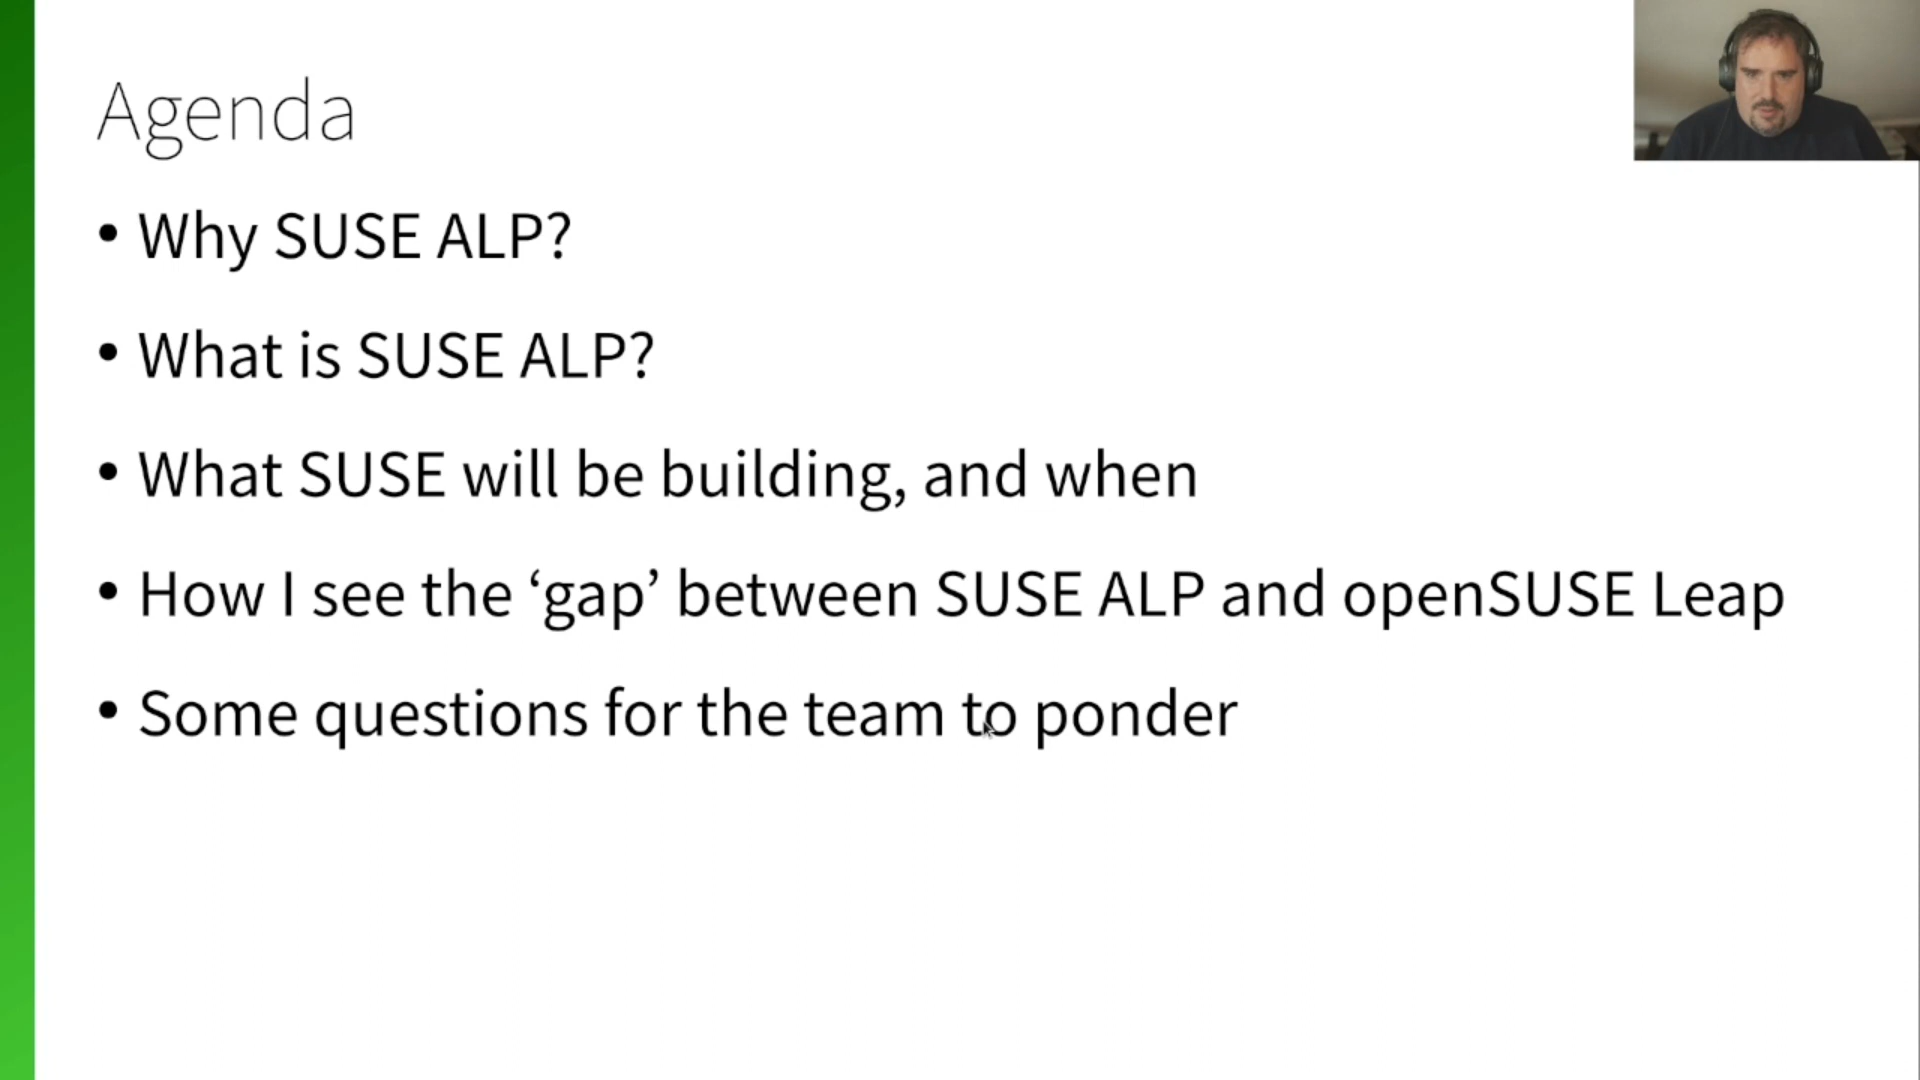 Agenda
• Why SUSE ALP?
• What is SUSE ALP?
• What SUSE will be building, and when
• How I see the ‘gap’ between SUSE ALP and openSUSE Leap
• Some questions for the team to ponder